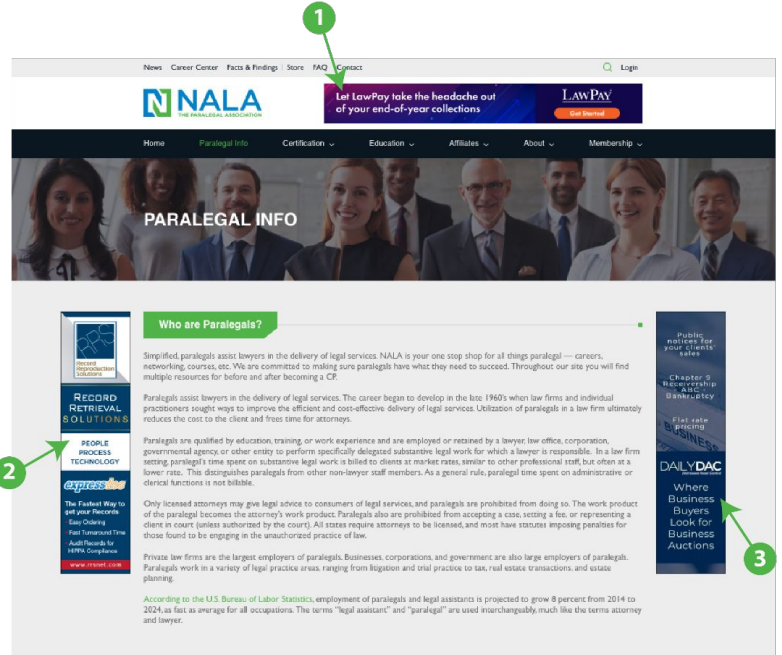 1
News Career Center Facts & Findings Store FAQ Contact Login
NALA
THE PARALEGAL ASSOCIATION
Let LawPay take the headache out
of your end-of-year collections
LAWPAY
Get Started
Home Paralegal Info Certification Education Affiliates About Membership
PARALEGAL INFO
RRS
Record
Reproduction
Solutions
RECORD
RETRIEVAL
SOLUTIONS
PEOPLE
PROCESS
TECHNOLOGY
2
expressdoc
The Fastest Way to
get your Records
Easy Ordering
Fast Turnaround Time
Audit Records for
HIPPA Compliance
www.rrsnet.com
Who are Paralegals?
Simplified, paralegals assist lawyers in the delivery of legal services. NALA is your one stop shop for all things paralegal — careers,
networking, courses, etc. We are committed to making sure paralegals have what they need to succeed. Throughout our site you will find
multiple resources for before and after becoming a CP.
Paralegals assist lawyers in the delivery of legal services. The career began to develop in the late 1960's when law firms and individual
practitioners sought ways to improve the efficient and cost-effective delivery of legal services. Utilization of paralegals in a law firm ultimately
reduces the cost to the client and frees time for attorneys.
Paralegals are qualified by education, training, or work experience and are employed or retained by a lawyer, law office, corporation,
governmental agency, or other entity to perform specifically delegated substantive legal work for which a lawyer is responsible. In a law firm
setting, paralegal's time spent on substantive legal work is billed to clients at market rates, similar to other professional staff, but often at a
lower rate. This distinguishes paralegals from other non-lawyer staff members. As a general rule, paralegal time spent on administrative or
clerical functions is not billable.
Only licensed attorneys may give legal advice to consumers of legal services, and paralegals are prohibited from doing so. The work product
of the paralegal becomes the attorney's work product. Paralegals also are prohibited from accepting a case, setting a fee, or representing a
client in court (unless authorized by the court). All states require attorneys to be licensed, and most have statutes imposing penalties for
those found to be engaging in the unauthorized practice of law.
Private law firms are the largest employers of paralegals. Businesses, corporations, and government are also large employers of paralegals.
Paralegals work in a variety of legal practice areas, ranging from litigation and trial practice to tax, real estate transactions, and estate
planning.
According to the U.S. Bureau of Labor Statistics, employment of paralegals and legal assistants is projected to grow 8 percent from 2014 to
2024, as fast as average for all occupations. The terms "legal assistant" and "paralegal" are used interchangeably, much like the terms attorney
and lawyer.
Public
notices for
your clients'
sales
Chapter 9
Receivership
- ABC -
Bankruptcy
Flat rate
pricing
BUSINESS
DAILYDAC
Where
Business
Buyers
Look for
Business
Auctions
3